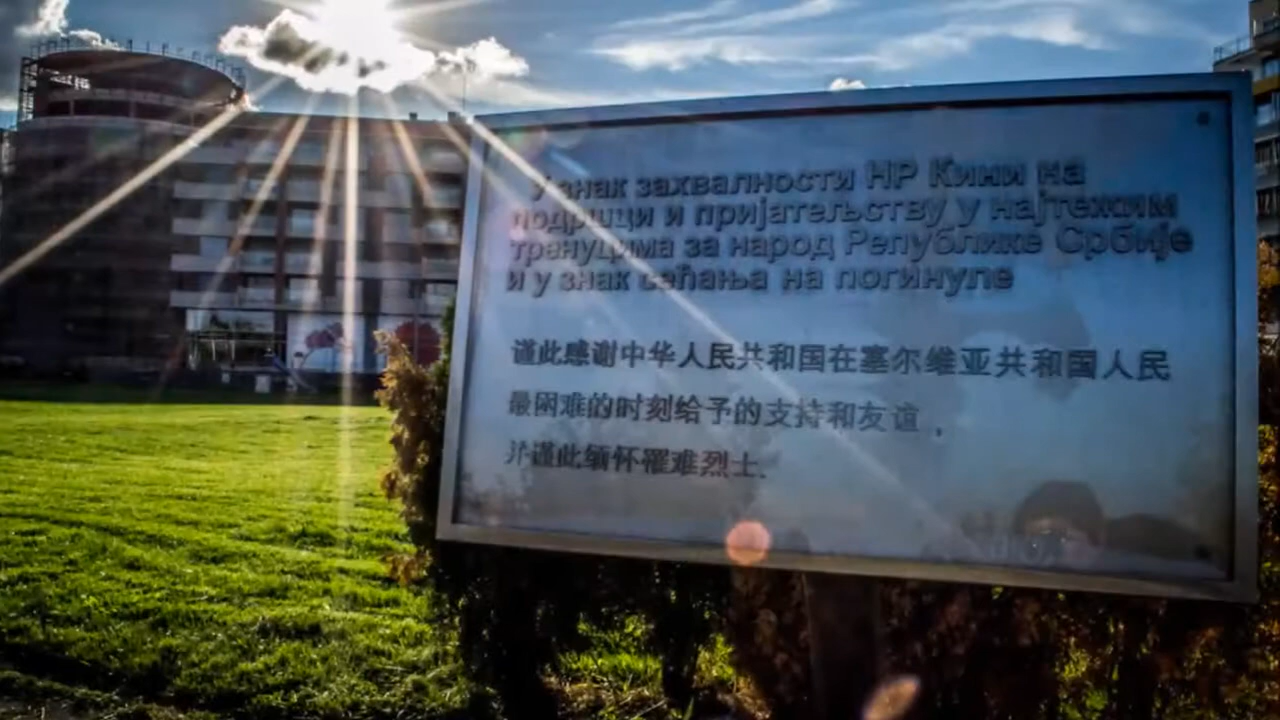 У знак захвалности НР Кини на
подршци и пријатељству у најтежим
тренуцима за народ Републике Србије
и у знак сећања на погинуле
谨此感谢中华人民共和国在塞尔维亚共和国人民
最困难的时刻给予的支持和友谊，
并谨此缅怀罹难烈士.